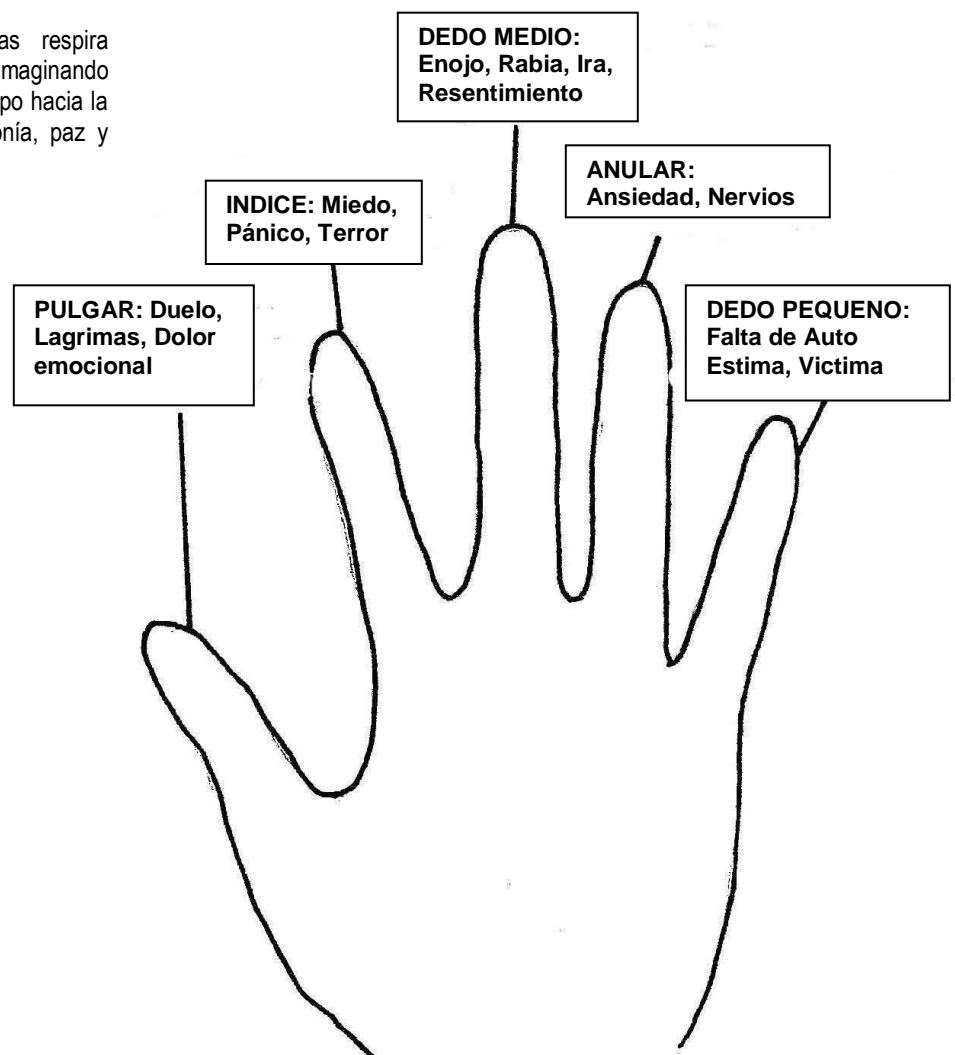 as respira
maginando
po hacia la
onía, paz y
DEDO MEDIO:
Enojo, Rabia, Ira,
Resentimiento
ANULAR:
Ansiedad, Nervios
INDICE: Miedo,
Pánico, Terror
PULGAR: Duelo,
Lagrimas, Dolor
emocional
DEDO PEQUENO:
Falta de Auto
Estima, Victima